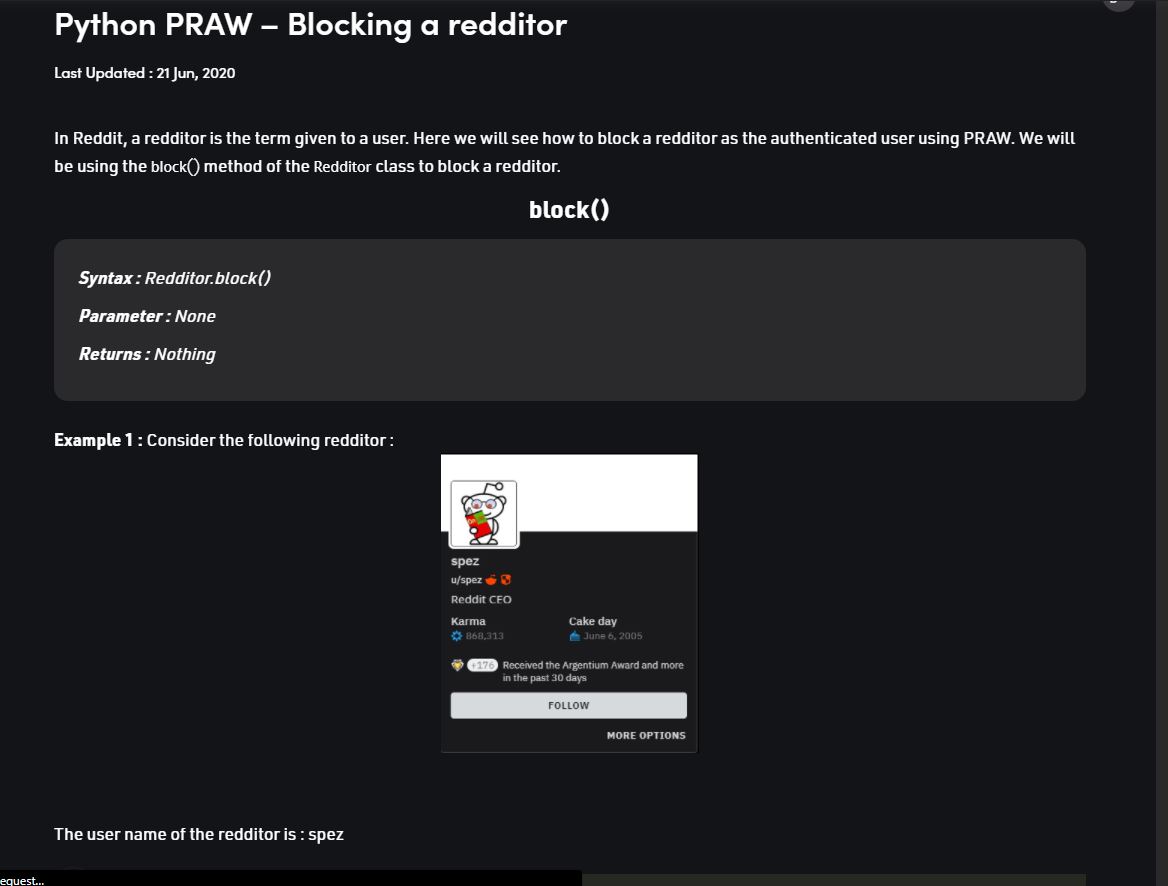 Python PRAW – Blocking a redditor
Last Updated : 21 Jun, 2020
In Reddit, a redditor is the term given to a user. Here we will see how to block a redditor as the authenticated user using PRAW. We will
be using the block() method of the Redditor class to block a redditor.
block()
Syntax : Redditor.block()
Parameter : None
Returns : Nothing
Example 1 : Consider the following redditor :
spez
u/spez
Reddit CEO
Karma Cake day
868,313 June 6, 2005
+176 Received the Argentium Award and more
in the past 30 days
FOLLOW
MORE OPTIONS
The user name of the redditor is : spez
equest...